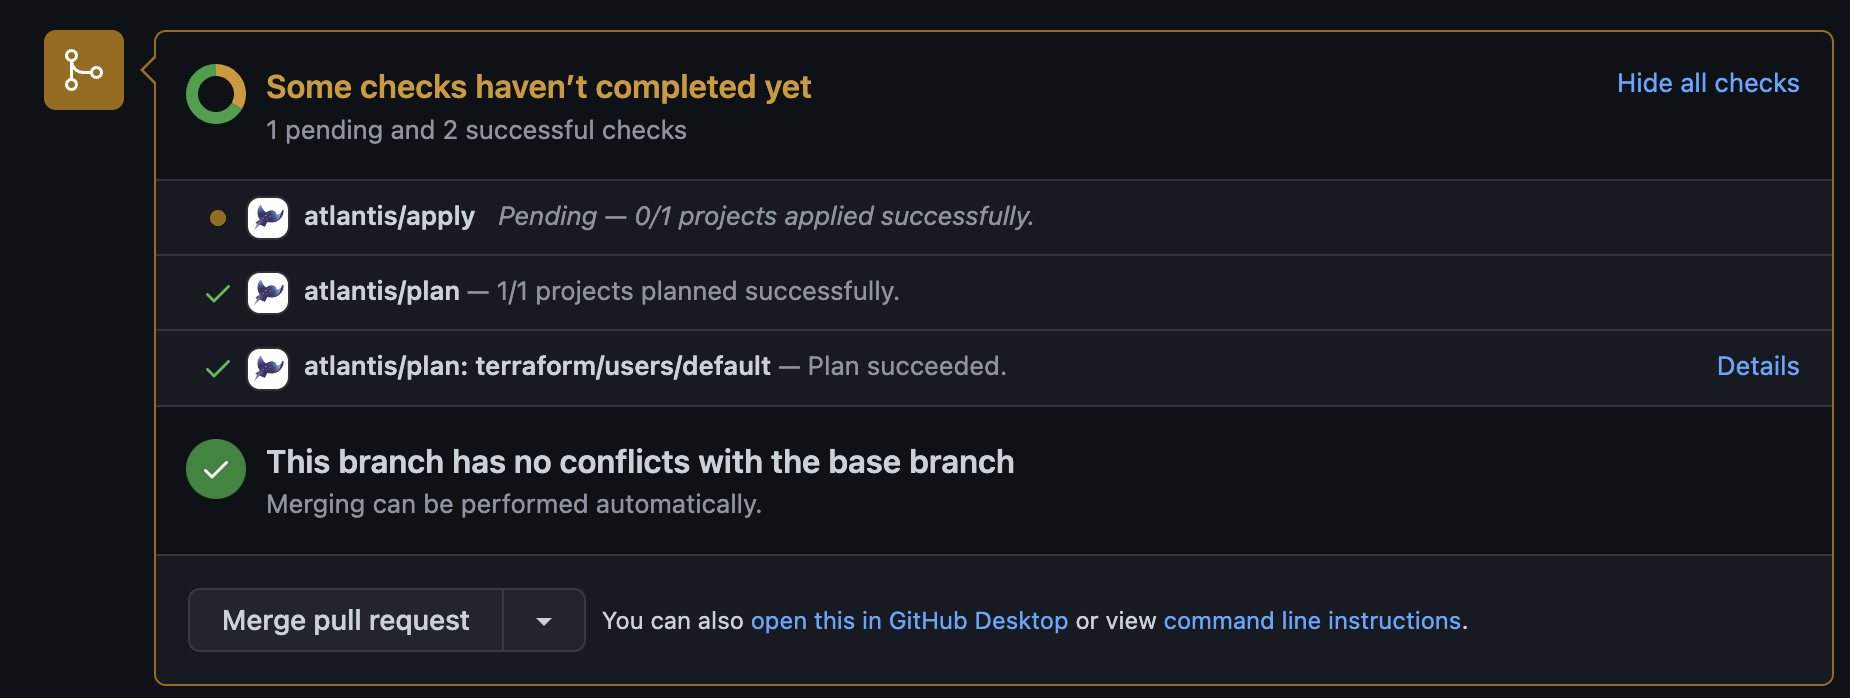 Some checks haven’t completed yet
Hide all checks
1 pending and 2 successful checks
atlantis/apply Pending — 0/1 projects applied successfully.
atlantis/plan — 1/1 projects planned successfully.
atlantis/plan: terraform/users/default — Plan succeeded.
Details
This branch has no conflicts with the base branch
Merging can be performed automatically.
Merge pull request
You can also open this in GitHub Desktop or view command line instructions.